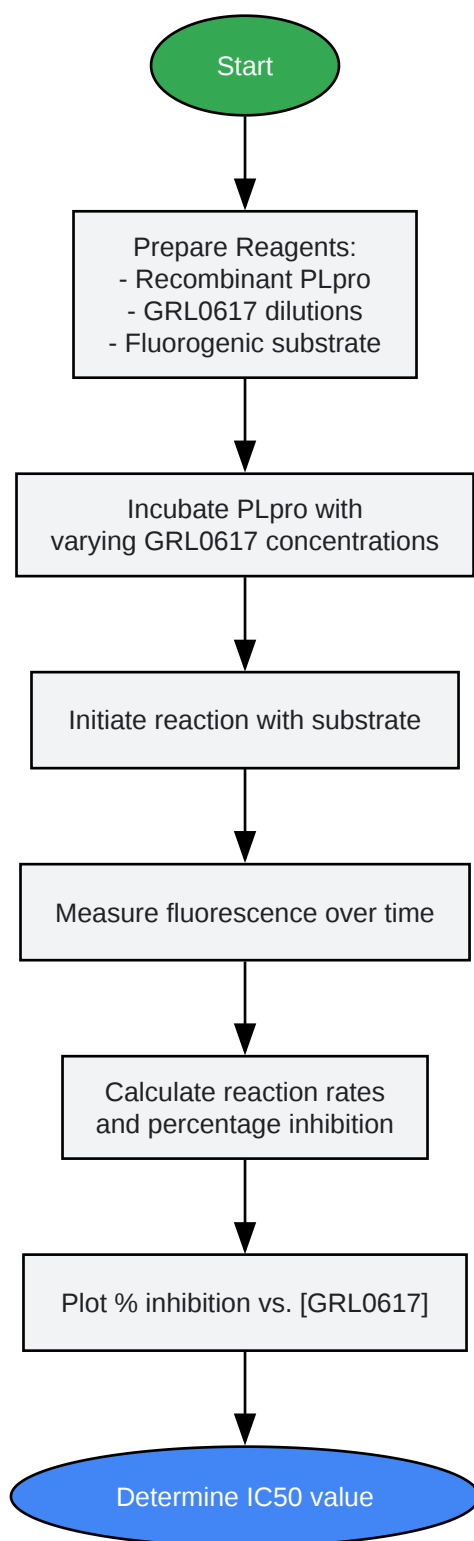 Start
Prepare Reagents:
- Recombinant PLpro
- GRL0617 dilutions
- Fluorogenic substrate
Incubate PLpro with
varying GRL0617 concentrations
Initiate reaction with substrate
Measure fluorescence over time
Calculate reaction rates
and percentage inhibition
Plot % inhibition vs. [GRL0617]
Determine IC50 value